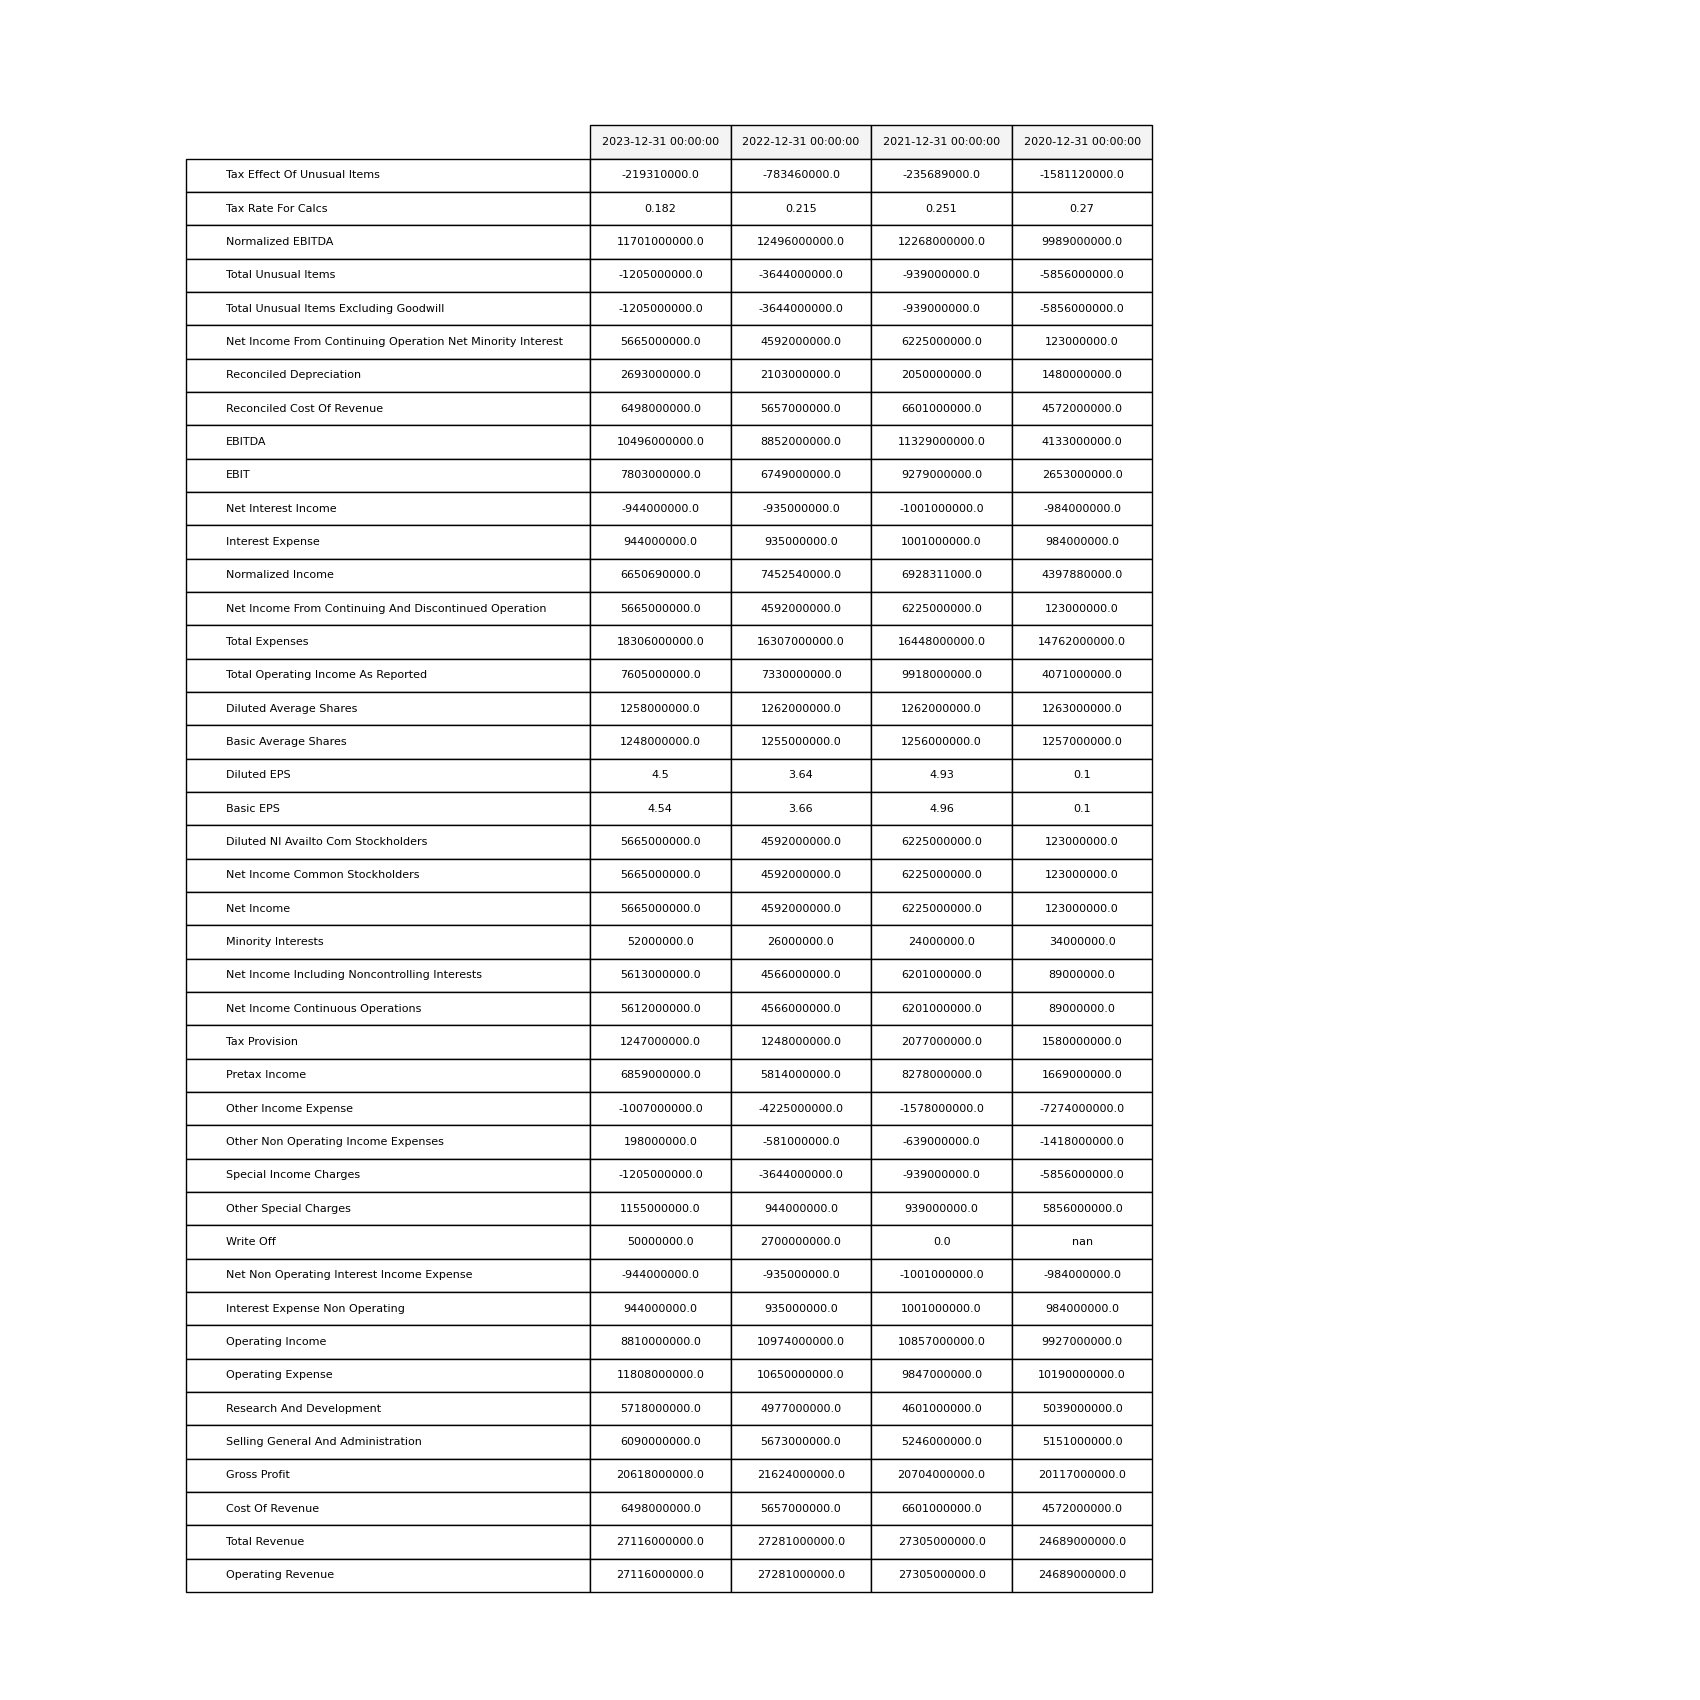 2023-12-31 00:00:00 2022-12-31 00:00:00 2021-12-31 00:00:00 2020-12-31 00:00:00
Tax Effect Of Unusual Items -219310000.0 -783460000.0 -235689000.0 -1581120000.0
Tax Rate For Calcs 0.182 0.215 0.251 0.27
Normalized EBITDA 11701000000.0 12496000000.0 12268000000.0 9989000000.0
Total Unusual Items -1205000000.0 -3644000000.0 -939000000.0 -5856000000.0
Total Unusual Items Excluding Goodwill -1205000000.0 -3644000000.0 -939000000.0 -5856000000.0
Net Income From Continuing Operation Net Minority Interest 5665000000.0 4592000000.0 6225000000.0 123000000.0
Reconciled Depreciation 2693000000.0 2103000000.0 2050000000.0 1480000000.0
Reconciled Cost Of Revenue 6498000000.0 5657000000.0 6601000000.0 4572000000.0
EBITDA 10496000000.0 8852000000.0 11329000000.0 4133000000.0
EBIT 7803000000.0 6749000000.0 9279000000.0 2653000000.0
Net Interest Income -944000000.0 -935000000.0 -1001000000.0 -984000000.0
Interest Expense 944000000.0 935000000.0 1001000000.0 984000000.0
Normalized Income 6650690000.0 7452540000.0 6928311000.0 4397880000.0
Net Income From Continuing And Discontinued Operation 5665000000.0 4592000000.0 6225000000.0 123000000.0
Total Expenses 18306000000.0 16307000000.0 16448000000.0 14762000000.0
Total Operating Income As Reported 7605000000.0 7330000000.0 9918000000.0 4071000000.0
Diluted Average Shares 1258000000.0 1262000000.0 1262000000.0 1263000000.0
Basic Average Shares 1248000000.0 1255000000.0 1256000000.0 1257000000.0
Diluted EPS 4.5 3.64 4.93 0.1
Basic EPS 4.54 3.66 4.96 0.1
Diluted NI Availto Com Stockholders 5665000000.0 4592000000.0 6225000000.0 123000000.0
Net Income Common Stockholders 5665000000.0 4592000000.0 6225000000.0 123000000.0
Net Income 5665000000.0 4592000000.0 6225000000.0 123000000.0
Minority Interests 52000000.0 26000000.0 24000000.0 34000000.0
Net Income Including Noncontrolling Interests 5613000000.0 4566000000.0 6201000000.0 89000000.0
Net Income Continuous Operations 5612000000.0 4566000000.0 6201000000.0 89000000.0
Tax Provision 1247000000.0 1248000000.0 2077000000.0 1580000000.0
Pretax Income 6859000000.0 5814000000.0 8278000000.0 1669000000.0
Other Income Expense -1007000000.0 -4225000000.0 -1578000000.0 -7274000000.0
Other Non Operating Income Expenses 198000000.0 -581000000.0 -639000000.0 -1418000000.0
Special Income Charges -1205000000.0 -3644000000.0 -939000000.0 -5856000000.0
Other Special Charges 1155000000.0 944000000.0 939000000.0 5856000000.0
Write Off 50000000.0 2700000000.0 0.0 nan
Net Non Operating Interest Income Expense -944000000.0 -935000000.0 -1001000000.0 -984000000.0
Interest Expense Non Operating 944000000.0 935000000.0 1001000000.0 984000000.0
Operating Income 8810000000.0 10974000000.0 10857000000.0 9927000000.0
Operating Expense 11808000000.0 10650000000.0 9847000000.0 10190000000.0
Research And Development 5718000000.0 4977000000.0 4601000000.0 5039000000.0
Selling General And Administration 6090000000.0 5673000000.0 5246000000.0 5151000000.0
Gross Profit 20618000000.0 21624000000.0 20704000000.0 20117000000.0
Cost Of Revenue 6498000000.0 5657000000.0 6601000000.0 4572000000.0
Total Revenue 27116000000.0 27281000000.0 27305000000.0 24689000000.0
Operating Revenue 27116000000.0 27281000000.0 27305000000.0 24689000000.0